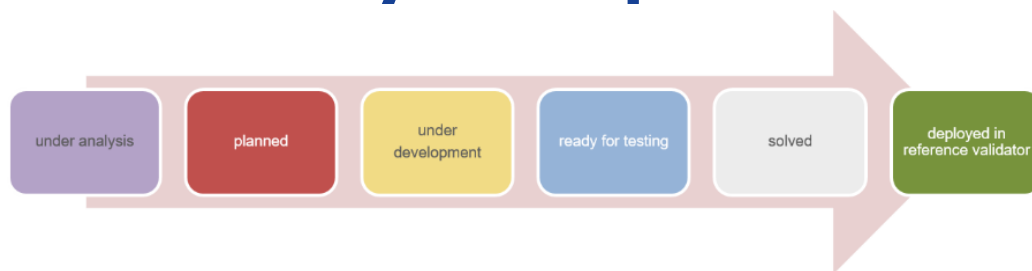 under analysis
planned
under
development
ready for testing
solved
deployed in
reference validator